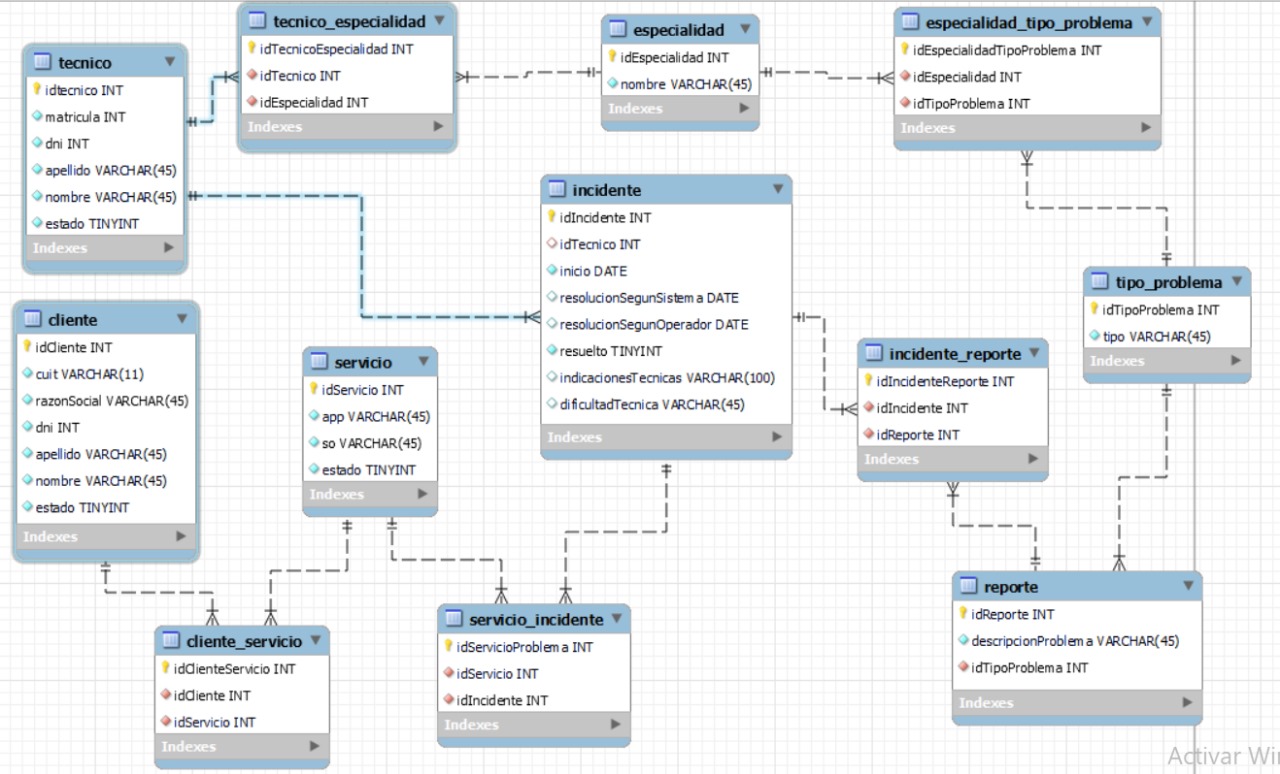 tecnico_especialidad
idTecnicoEspecialidad INT
idTecnico INT
idEspecialidad INT
Indexes
especialidad
idEspecialidad INT
nombre VARCHAR(45)
Indexes
especialidad_tipo_problema
idEspecialidadTipoProblema INT
idEspecialidad INT
idTipoProblema INT
Indexes
tecnico
idtecnico INT
matricula INT
dni INT
apellido VARCHAR(45)
nombre VARCHAR(45)
estado TINYINT
Indexes
incidente
idIncidente INT
idTecnico INT
inicio DATE
resolucionSegunSistema DATE
resolucionSegunOperador DATE
resuelto TINYINT
indicacionesTecnicas VARCHAR(100)
dificultadTecnica VARCHAR(45)
Indexes
tipo_problema
idTipoProblema INT
tipo VARCHAR(45)
Indexes
cliente
idCliente INT
cuit VARCHAR(11)
razonSocial VARCHAR(45)
dni INT
apellido VARCHAR(45)
nombre VARCHAR(45)
estado TINYINT
Indexes
servicio
idServicio INT
app VARCHAR(45)
so VARCHAR(45)
estado TINYINT
Indexes
incidente_reporte
idIncidenteReporte INT
idIncidente INT
idReporte INT
Indexes
cliente_servicio
idClienteServicio INT
idCliente INT
idServicio INT
Indexes
servicio_incidente
idServicioProblema INT
idServicio INT
idIncidente INT
Indexes
reporte
idReporte INT
descripcionProblema VARCHAR(45)
idTipoProblema INT
Indexes
Activar Win